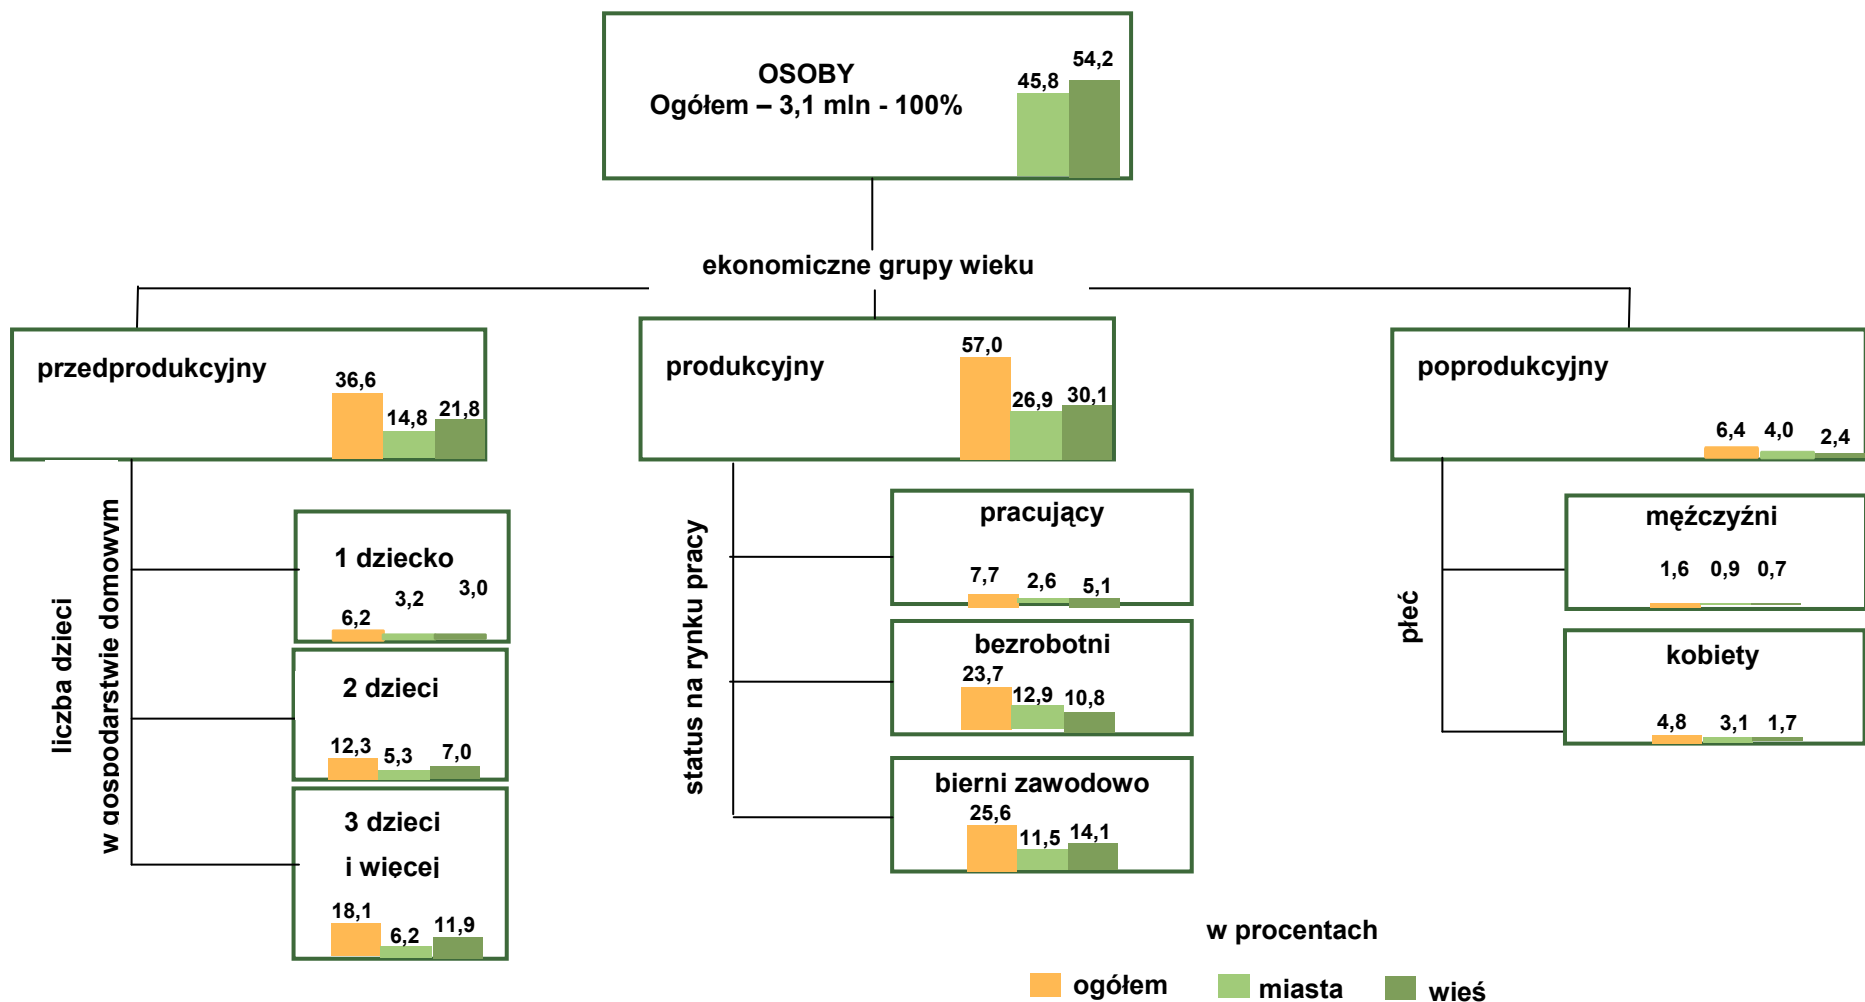 OSOBY
Ogółem – 3,1 mln - 100%
45,8
54,2
ekonomiczne grupy wieku
przedprodukcyjny
36,6
14,8
21,8
liczba dzieci
w gospodarstwie domowym
1 dziecko
6,2
3,2
3,0
2 dzieci
12,3
5,3
7,0
3 dzieci
i więcej
18,1
6,2
11,9
produkcyjny
57,0
26,9
30,1
status na rynku pracy
pracujący
7,7
2,6
5,1
bezrobotni
23,7
12,9
10,8
bierni zawodowo
25,6
11,5
14,1
poprodukcyjny
6,4
4,0
2,4
płeć
mężczyźni
1,6
0,9
0,7
kobiety
4,8
3,1
1,7
w procentach
ogółem
miasta
wieś